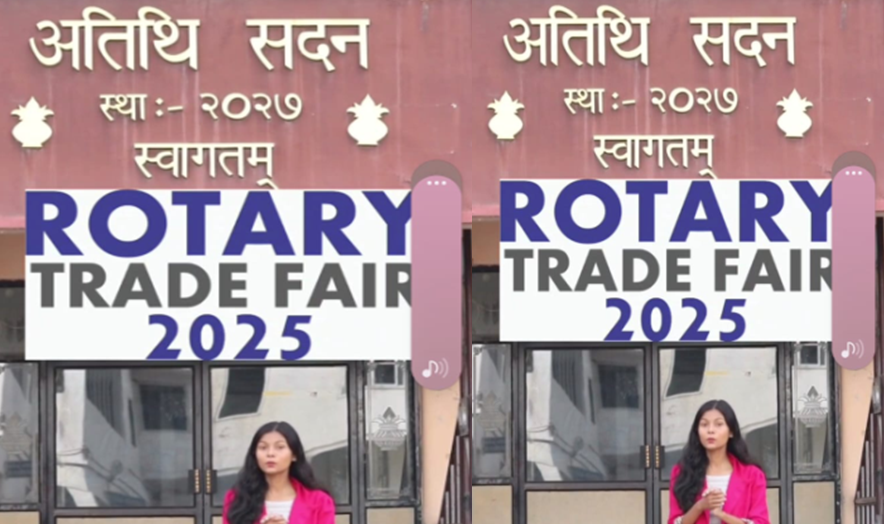 अतिथि सदन
स्था :- २०२७
स्वागतम्
ROTARY
TRADE FAIR
2025
अतिथि सदन
स्था :- २०२७
स्वागतम्
ROTARY
TRADE FAIR
2025